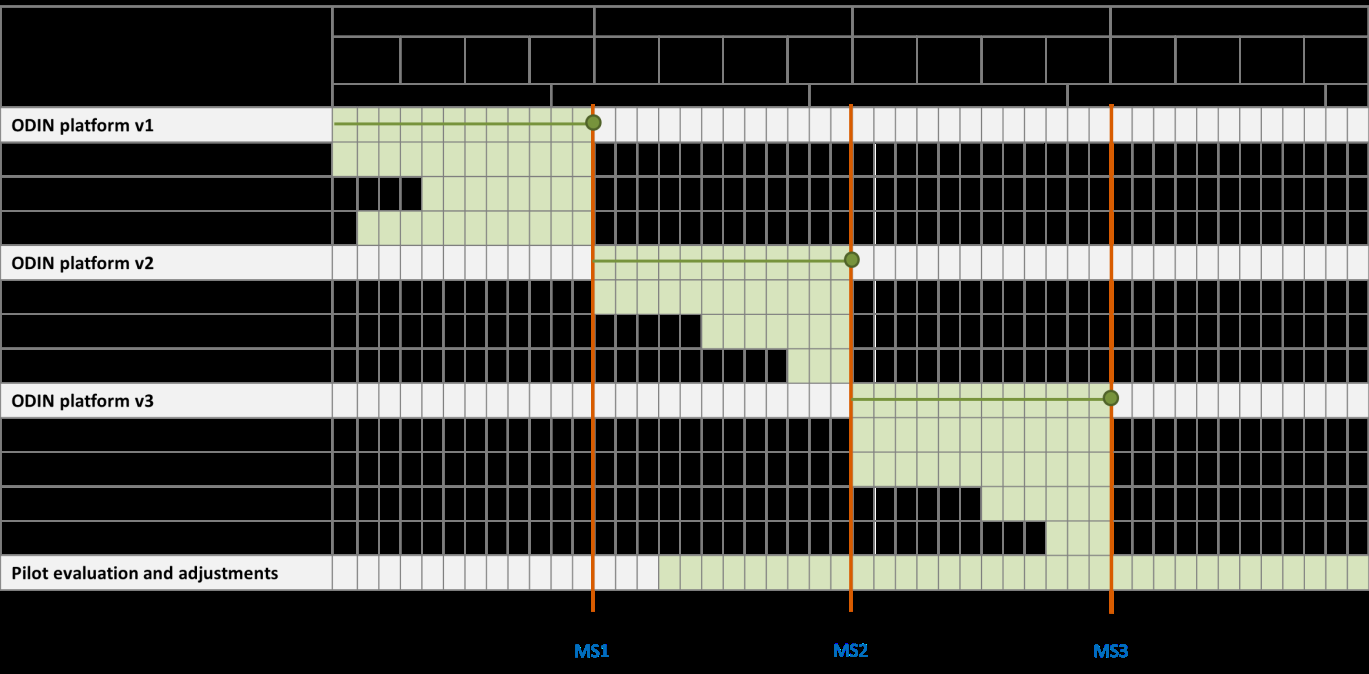 ODIN platform v1
ODIN platform v2
ODIN platform v3
Pilot evaluation and adjustments
MS1 MS2 MS3